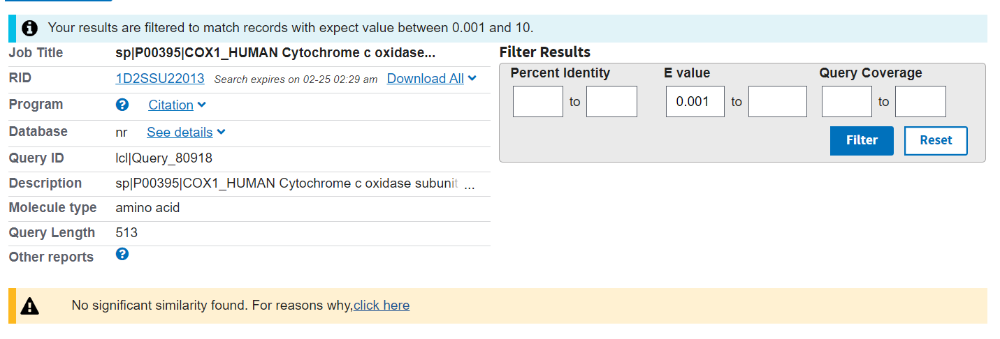 Your results are filtered to match records with expect value between 0.001 and 10.
Job Title sp|P00395|COX1_HUMAN Cytochrome c oxidase...
RID 1D2SSU22013 Search expires on 02-25 02:29 am Download All
Program Citation
Database nr See details
Query ID lcl|Query_80918
Description sp|P00395|COX1_HUMAN Cytochrome c oxidase subunit ...
Molecule type amino acid
Query Length 513
Other reports
Filter Results
Percent Identity E value Query Coverage
to 0.001 to to
Filter Reset
No significant similarity found. For reasons why,click here